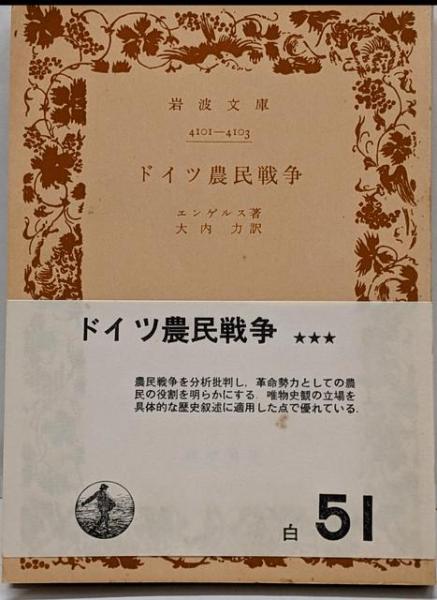 岩波文庫
4101—4103
ドイツ農民戦争
エンゲルス著
大内力訳
ドイツ農民戦争 ★★★
農民戦争を分析批判し，革命勢力としての農
民の役割を明らかにする．唯物史観の立場を
具体的な歴史叙述に適用した点で優れている．
白 51